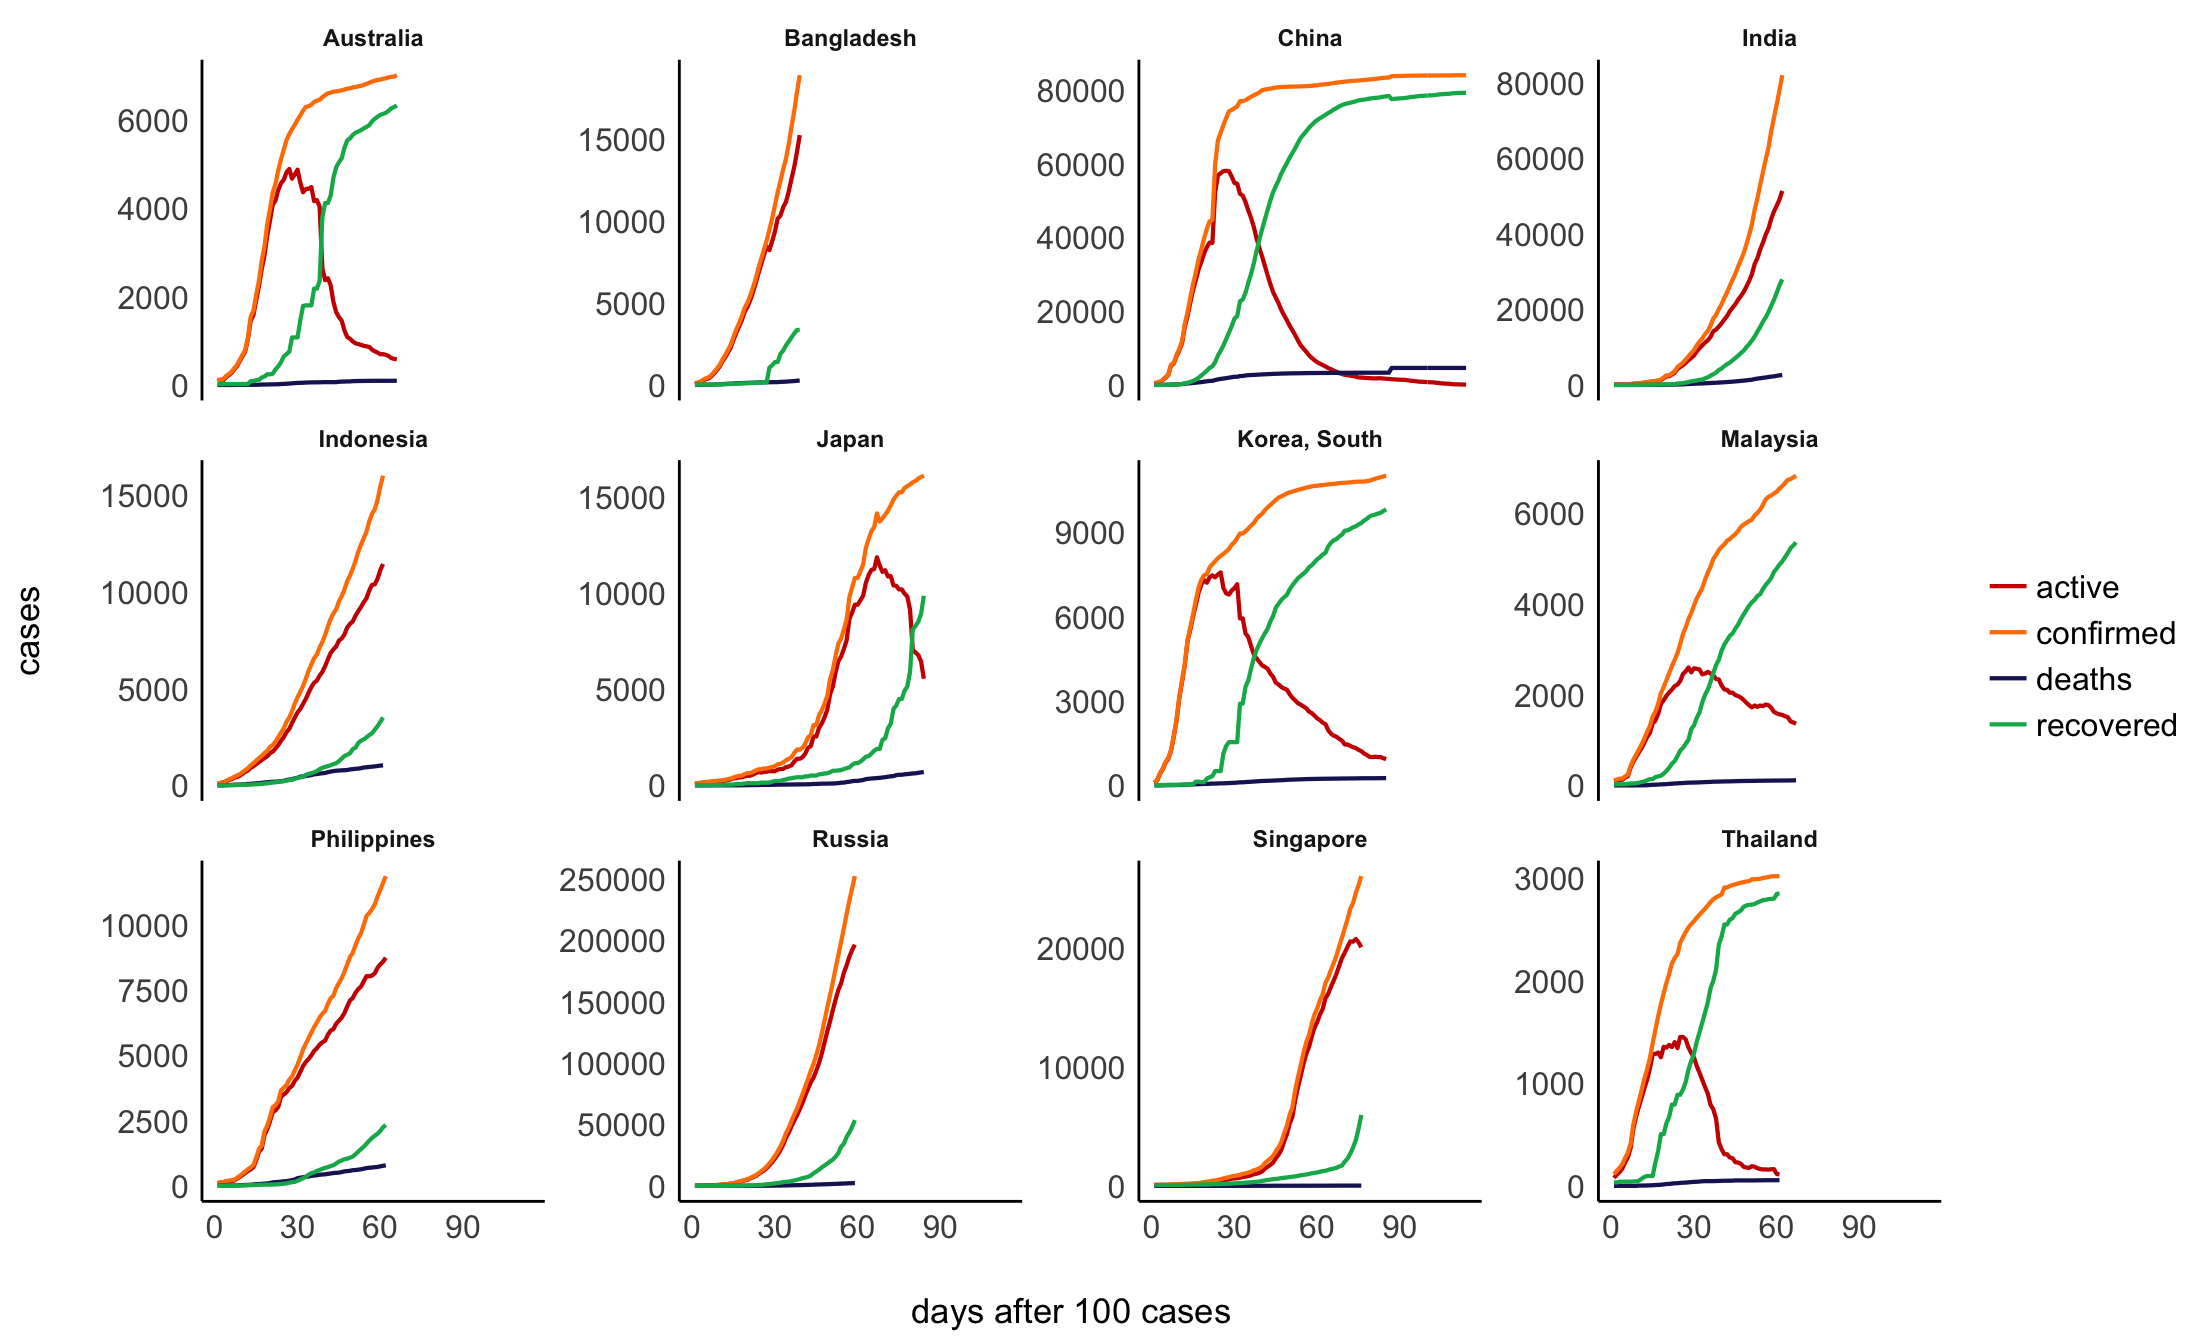 Australia
Bangladesh
China
India
6000
4000
2000
0
15000
10000
5000
0
80000
60000
40000
20000
0
80000
60000
40000
20000
0
Indonesia
Japan
Korea, South
Malaysia
15000
10000
5000
0
15000
10000
5000
0
9000
6000
3000
0
6000
4000
2000
0
Philippines
Russia
Singapore
Thailand
10000
7500
5000
2500
0
250000
200000
150000
100000
50000
0
20000
10000
0
3000
2000
1000
0
0 30 60 90
0 30 60 90
0 30 60 90
0 30 60 90
cases
days after 100 cases
active
confirmed
deaths
recovered